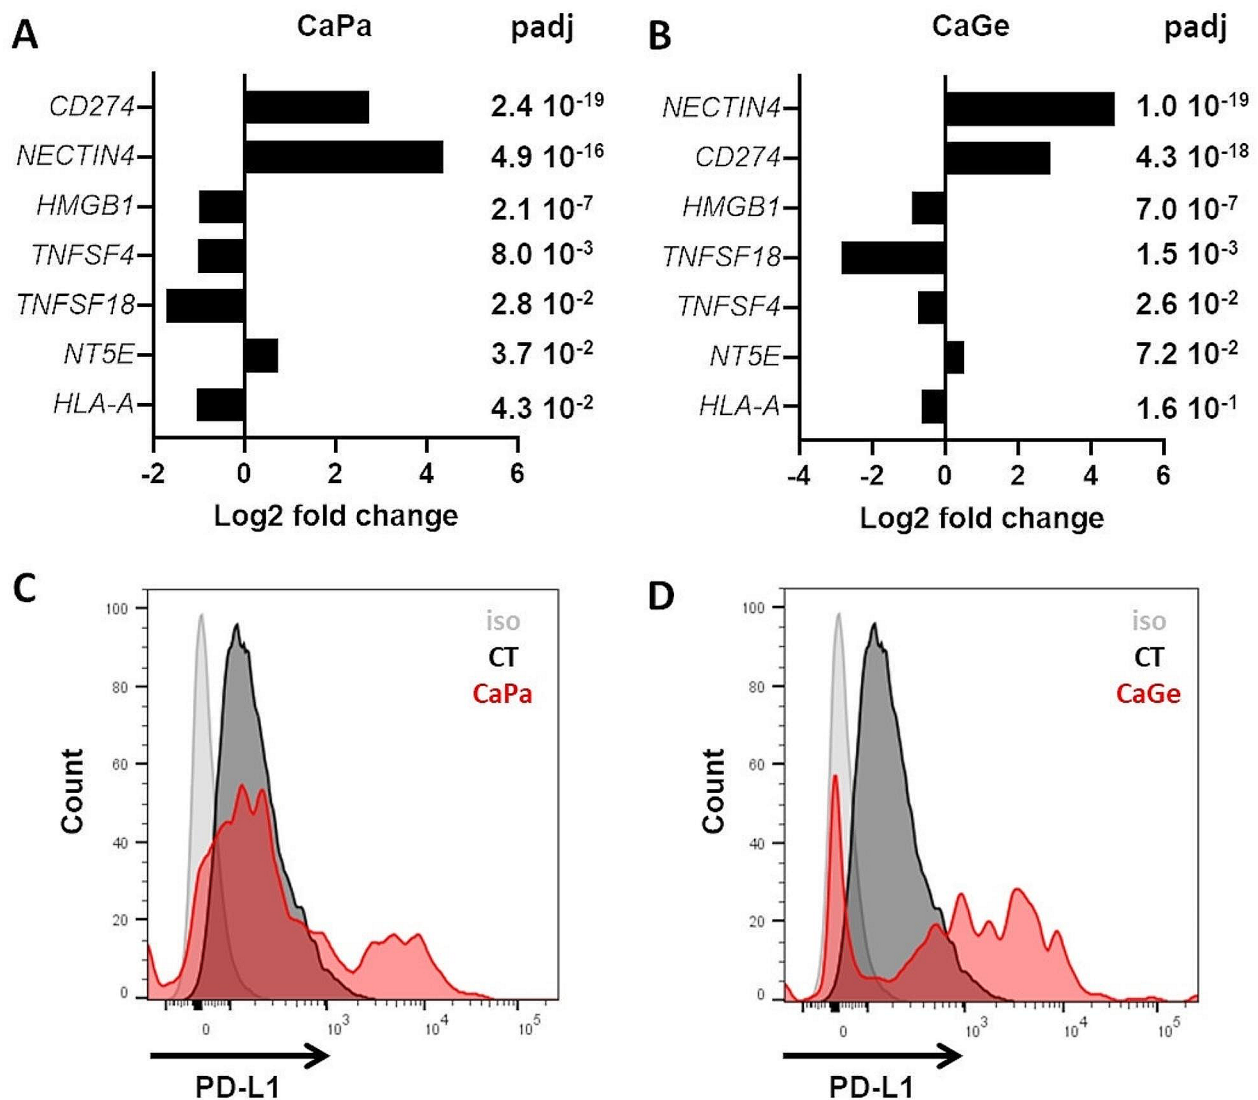 A
CaPa
padj
CD274
2.4 10⁻¹⁹
NECTIN4
4.9 10⁻¹⁶
HMGB1
2.1 10⁻⁷
TNFSF4
8.0 10⁻³
TNFSF18
2.8 10⁻²
NT5E
3.7 10⁻²
HLA-A
4.3 10⁻²
-2 0 2 4 6
Log2 fold change
B
CaGe
padj
NECTIN4
1.0 10⁻¹⁹
CD274
4.3 10⁻¹⁸
HMGB1
7.0 10⁻⁷
TNFSF18
1.5 10⁻³
TNFSF4
2.6 10⁻²
NT5E
7.2 10⁻²
HLA-A
1.6 10⁻¹
-4 -2 0 2 4 6
Log2 fold change
C
iso
CT
CaPa
Count
100
80
60
40
20
0
0 10³ 10⁴ 10⁵
PD-L1
D
iso
CT
CaGe
Count
100
80
60
40
20
0
0 10³ 10⁴ 10⁵
PD-L1